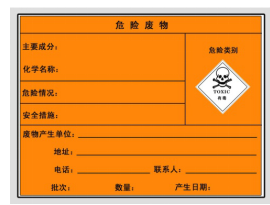 危险废物
主要成分：
危险类别
化学名称：
TOXIC
有毒
危险情况：
安全措施：
废物产生单位：
地址：
电话： 联系人：
批次： 数量： 产生日期：